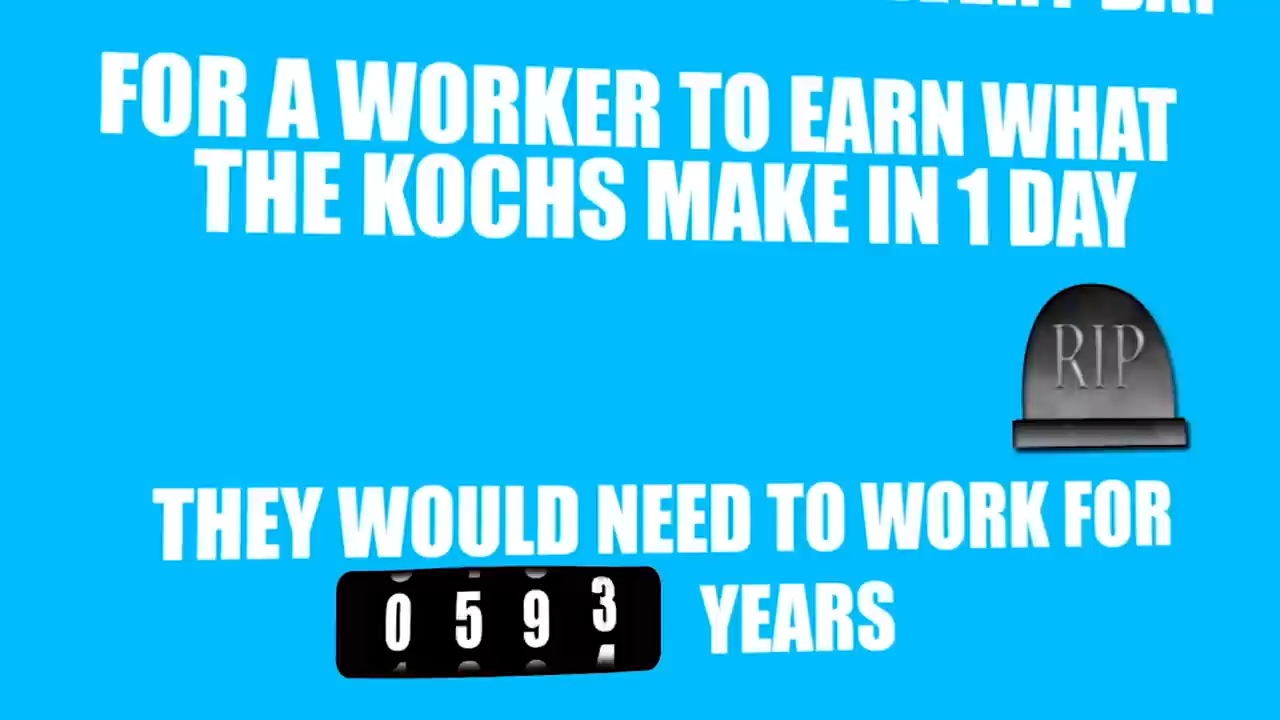 FOR A WORKER TO EARN WHAT
THE KOCHS MAKE IN 1 DAY
RIP
THEY WOULD NEED TO WORK FOR
0593 YEARS